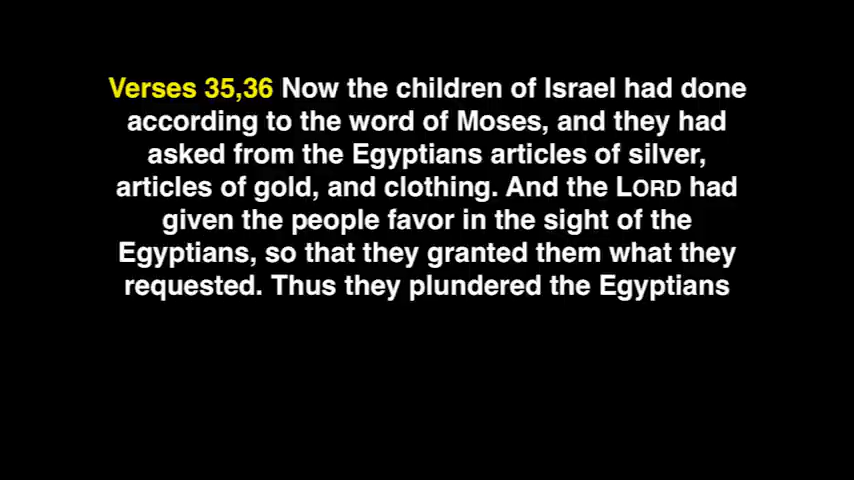 Verses 35,36 Now the children of Israel had done
according to the word of Moses, and they had
asked from the Egyptians articles of silver,
articles of gold, and clothing. And the LORD had
given the people favor in the sight of the
Egyptians, so that they granted them what they
requested. Thus they plundered the Egyptians